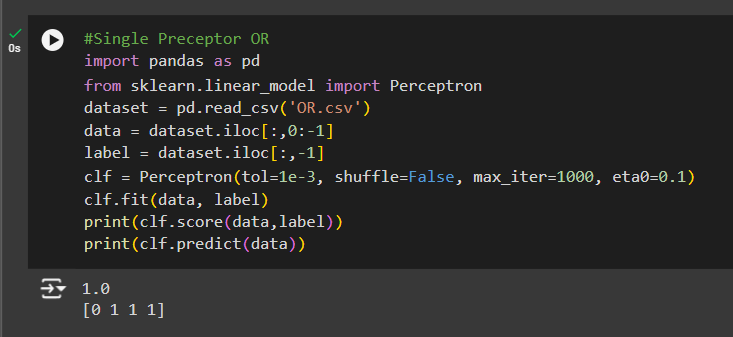 0s
#Single Preceptor OR
import pandas as pd
from sklearn.linear_model import Perceptron
dataset = pd.read_csv('OR.csv')
data = dataset.iloc[:,0:-1]
label = dataset.iloc[:,-1]
clf = Perceptron(tol=1e-3, shuffle=False, max_iter=1000, eta0=0.1)
clf.fit(data, label)
print(clf.score(data,label))
print(clf.predict(data))
1.0
[0 1 1 1]